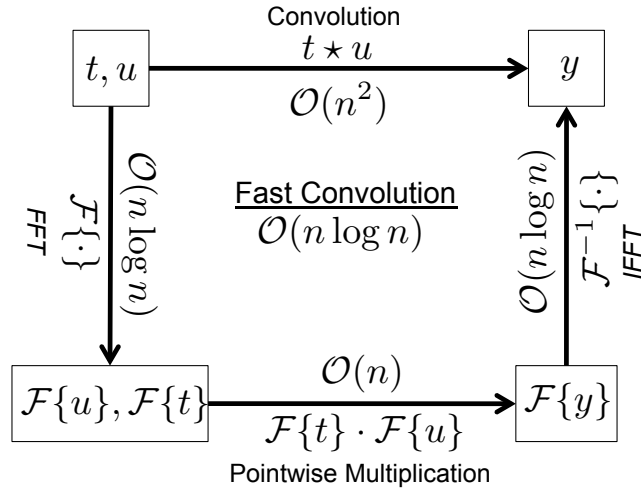 Convolution
t ⋆ u
t, u
y
𝒪(n²)
𝒪(n log n)
ℱ{·}
FFT
Fast Convolution
𝒪(n log n)
𝒪(n log n)
ℱ⁻¹{·}
IFFT
ℱ{u}, ℱ{t}
𝒪(n)
ℱ{t} · ℱ{u}
ℱ{y}
Pointwise Multiplication